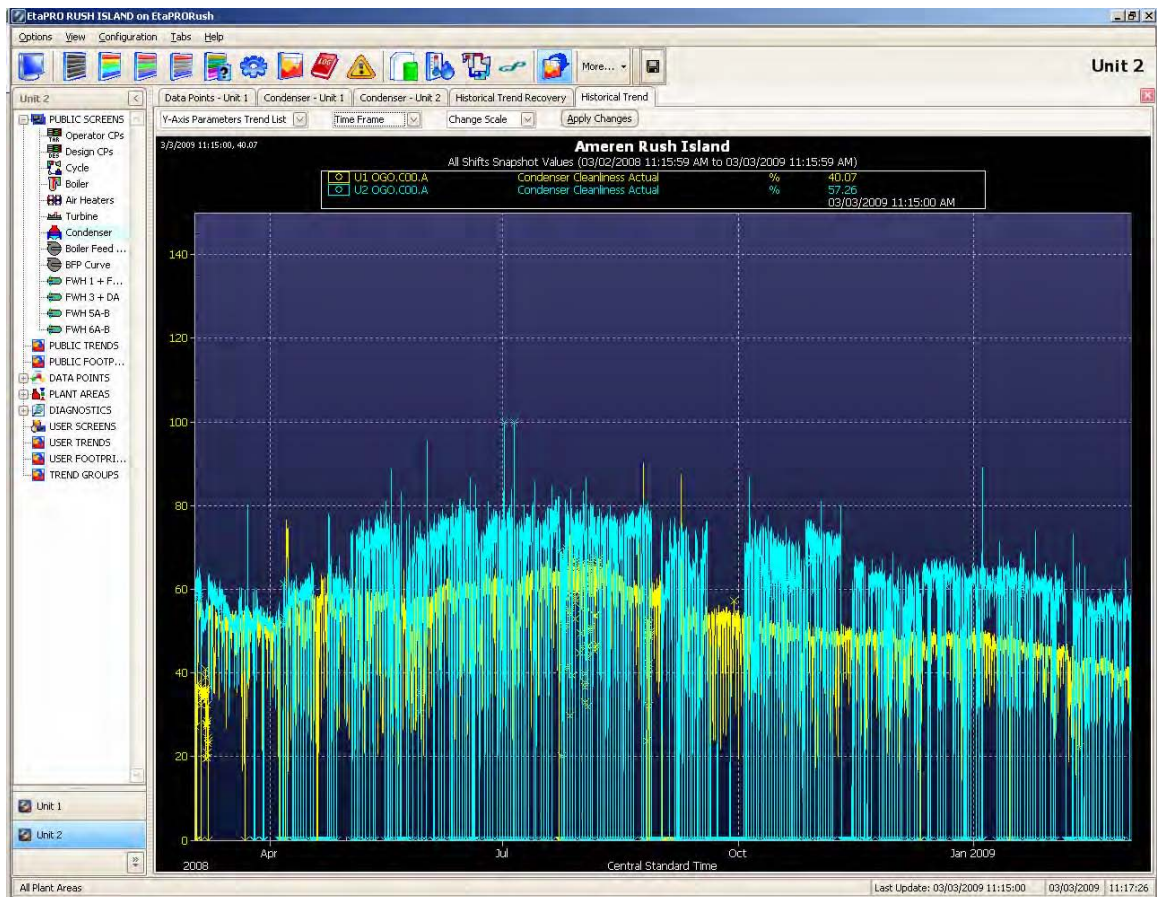 EtaPRO RUSH ISLAND on EtaPRORush
Options View Configuration Tabs Help
More...
Unit 2
Unit 2
Data Points - Unit 1
Condenser - Unit 1
Condenser - Unit 2
Historical Trend Recovery
Historical Trend
Y-Axis Parameters Trend List
Time Frame
Change Scale
Apply Changes
PUBLIC SCREENS
Operator CPs
Design CPs
Cycle
Boiler
Air Heaters
Turbine
Condenser
Boiler Feed ...
BFP Curve
FWH 1 + F...
FWH 3 + DA
FWH 5A-B
FWH 6A-B
PUBLIC TRENDS
PUBLIC FOOTP...
DATA POINTS
PLANT AREAS
DIAGNOSTICS
USER SCREENS
USER TRENDS
USER FOOTPRI...
TREND GROUPS
Unit 1
Unit 2
3/3/2009 11:15:00, 40.07
Ameren Rush Island
All Shifts Snapshot Values (03/02/2008 11:15:59 AM to 03/03/2009 11:15:59 AM)
U1 OGO.C00.A Condenser Cleanliness Actual % 40.07
U2 OGO.C00.A Condenser Cleanliness Actual % 57.26
03/03/2009 11:15:00 AM
140
120
100
80
60
40
20
0
Apr Jul Oct Jan 2009
2008 Central Standard Time
All Plant Areas
Last Update: 03/03/2009 11:15:00 03/03/2009 11:17:26